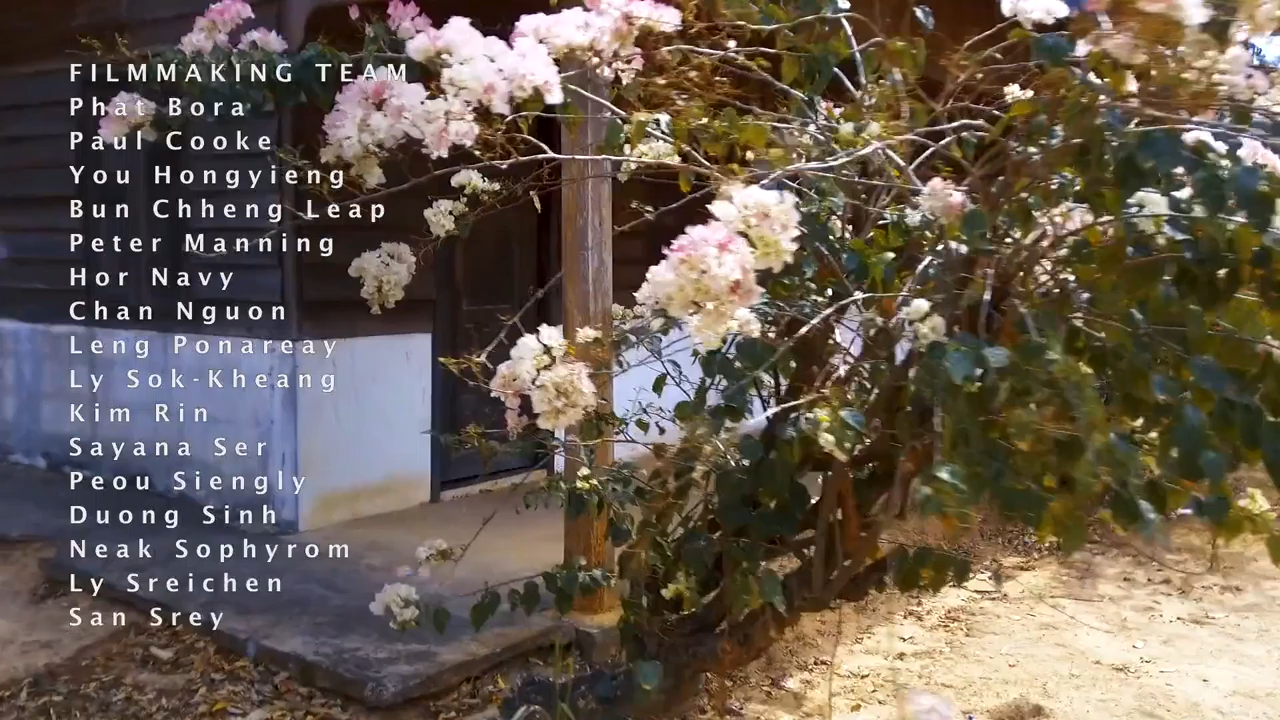 FILMMAKING TEAM
Phat Bora
Paul Cooke
You Hongyieng
Bun Chheng Leap
Peter Manning
Hor Navy
Chan Nguon
Leng Ponareay
Ly Sok-Kheang
Kim Rin
Sayana Ser
Peou Siengly
Duong Sinh
Neak Sophyrom
Ly Sreichen
San Srey